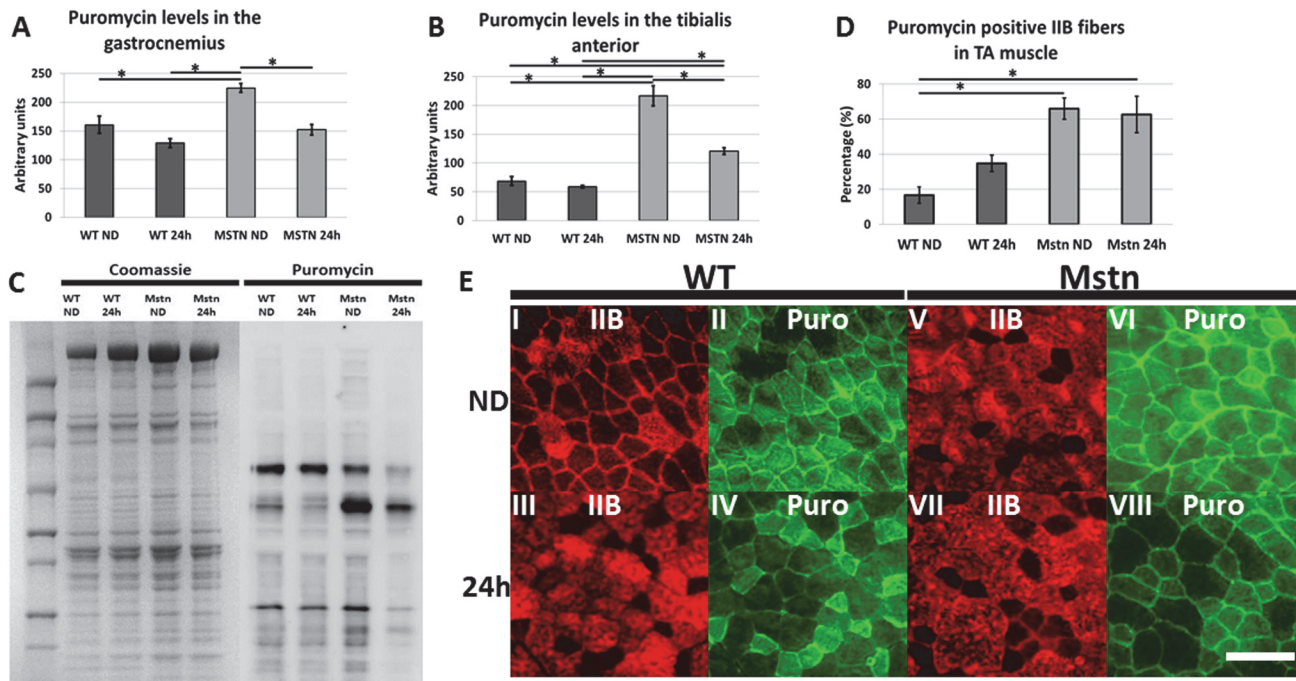 A
Puromycin levels in the
gastrocnemius
* * *
Arbitrary units
250
200
150
100
50
0
WT ND WT 24h MSTN ND MSTN 24h
B
Puromycin levels in the tibialis
anterior
* *
* * *
Arbitrary units
250
200
150
100
50
0
WT ND WT 24h MSTN ND MSTN 24h
D
Puromycin positive IIB fibers
in TA muscle
*
*
Percentage (%)
80
60
40
20
0
WT ND WT 24h Mstn ND Mstn 24h
C
Coomassie Puromycin
WT WT Mstn Mstn WT WT Mstn Mstn
ND 24h ND 24h ND 24h ND 24h
E
WT Mstn
I IIB II Puro V IIB VI Puro
ND
III IIB IV Puro VII IIB VIII Puro
24h